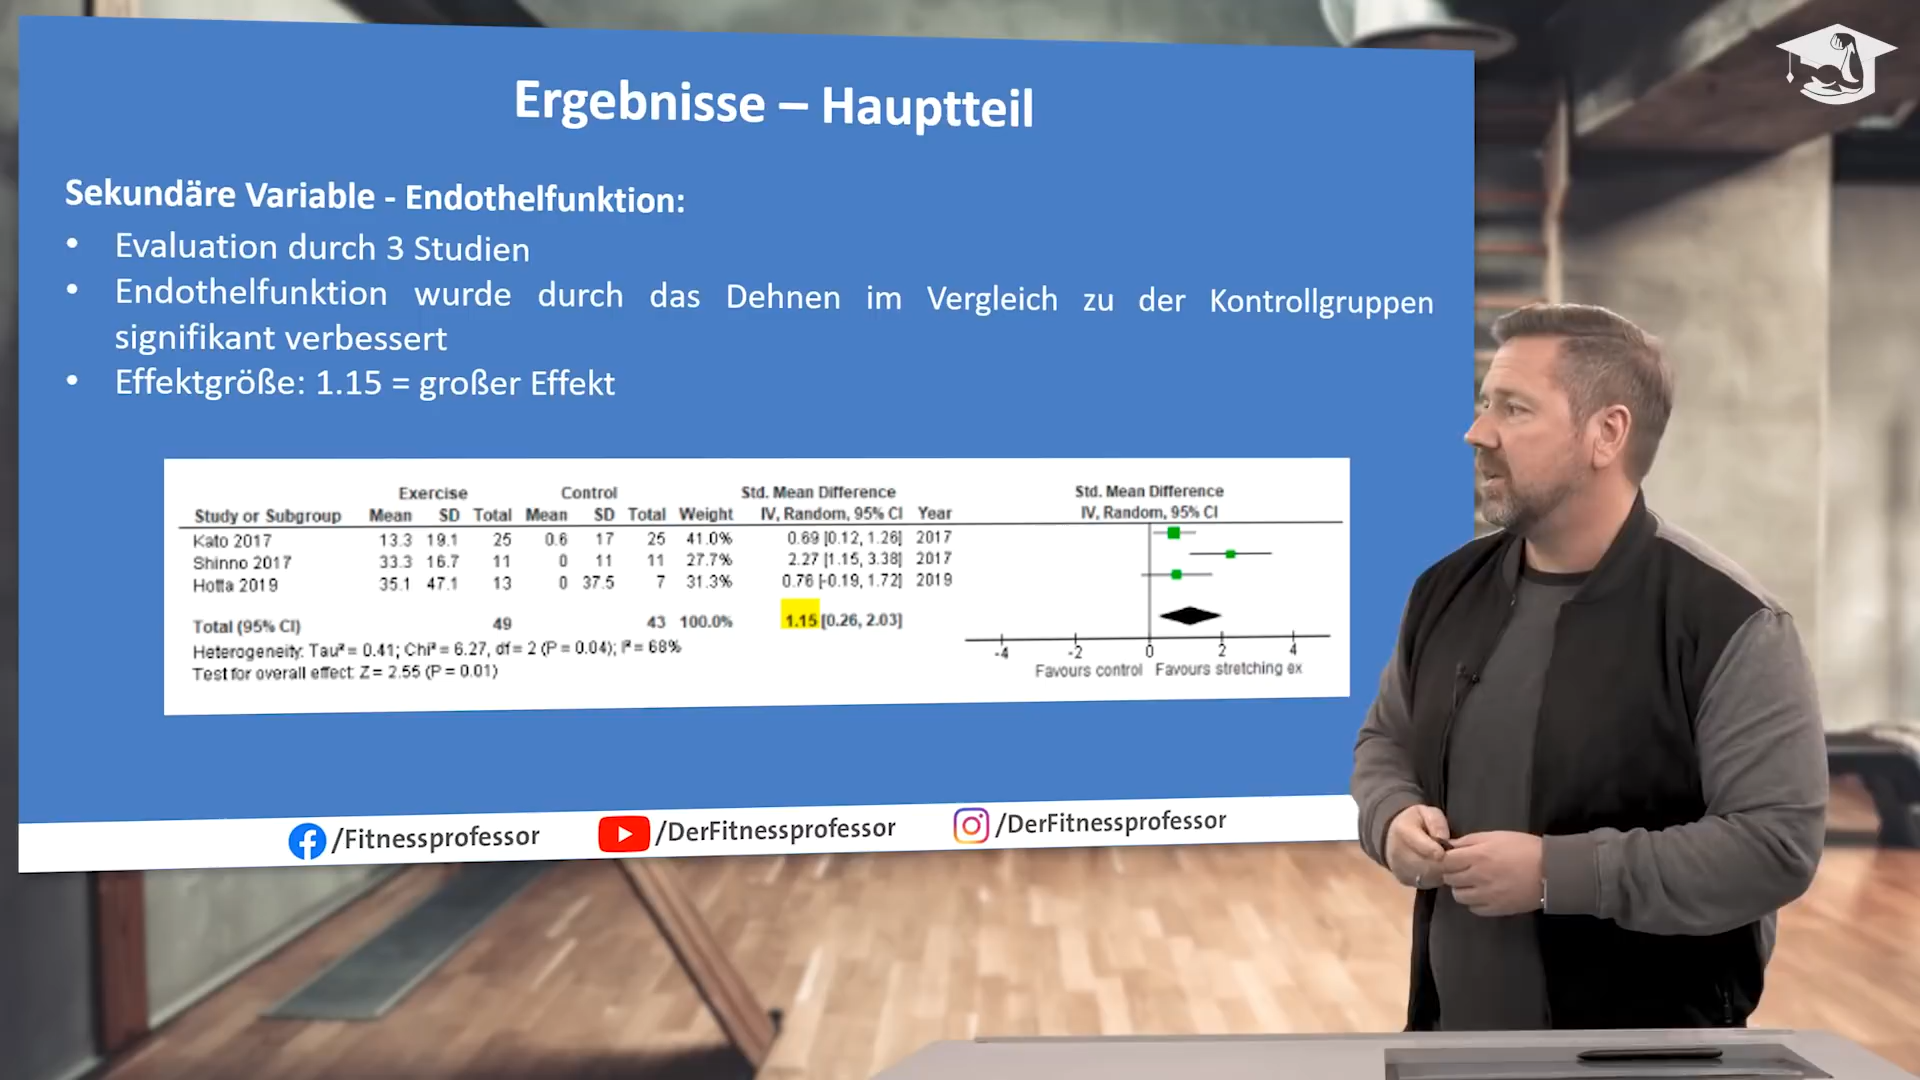 Ergebnisse – Hauptteil
Sekundäre Variable - Endothelfunktion:
• Evaluation durch 3 Studien
• Endothelfunktion wurde durch das Dehnen im Vergleich zu der Kontrollgruppen
signifikant verbessert
• Effektgröße: 1.15 = großer Effekt
Exercise Control Std. Mean Difference Std. Mean Difference
Study or Subgroup Mean SD Total Mean SD Total Weight IV, Random, 95% CI Year IV, Random, 95% CI
Kato 2017 13.3 19.1 25 0.6 17 25 41.0% 0.69 [0.12, 1.26] 2017
Shinno 2017 33.3 16.7 11 0 11 11 27.7% 2.27 [1.15, 3.38] 2017
Hotta 2019 35.1 47.1 13 0 37.5 7 31.3% 0.76 [-0.19, 1.72] 2019
Total (95% CI) 49 43 100.0% 1.15 [0.26, 2.03]
Heterogeneity: Tau² = 0.41; Chi² = 6.27, df = 2 (P = 0.04); I² = 68%
Test for overall effect: Z = 2.55 (P = 0.01)
-4 -2 0 2 4
Favours control Favours stretching ex
/Fitnessprofessor /DerFitnessprofessor /DerFitnessprofessor